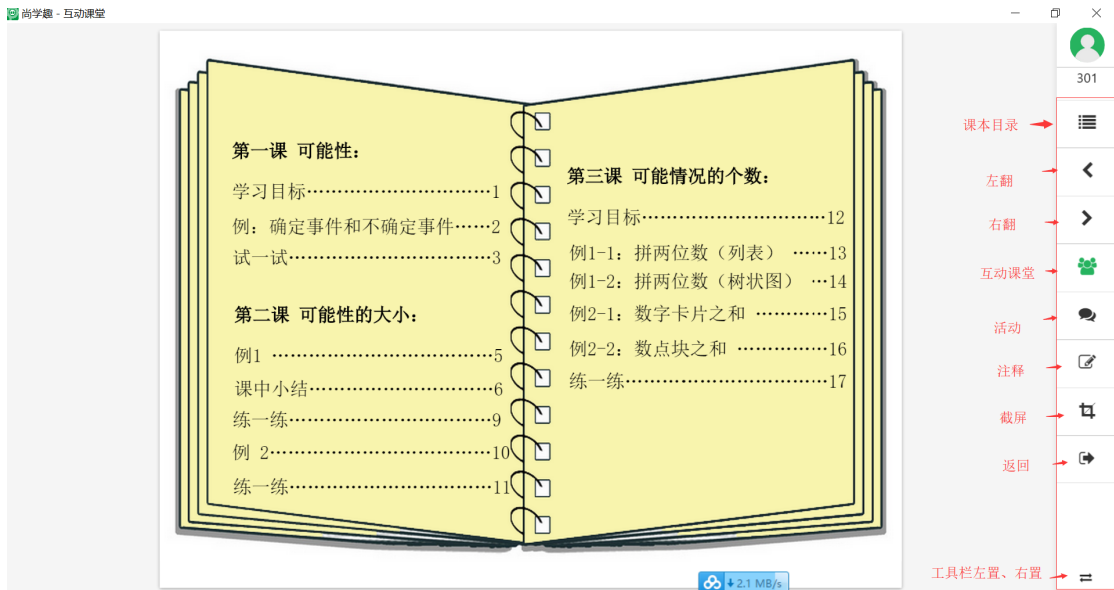 尚学趣 - 互动课堂
第一课 可能性:
学习目标…………………………1
例: 确定事件和不确定事件……2
试一试……………………………3
第二课 可能性的大小:
例1 ………………………………5
课中小结…………………………6
练一练……………………………9
例 2………………………………10
练一练……………………………11
第三课 可能情况的个数:
学习目标…………………………12
例1-1: 拼两位数（列表） ……13
例1-2: 拼两位数（树状图） …14
例2-1: 数字卡片之和 …………15
例2-2: 数点块之和 ……………16
练一练……………………………17
301
课本目录
左翻
右翻
互动课堂
活动
注释
截屏
返回
工具栏左置、右置
2.1 MB/s